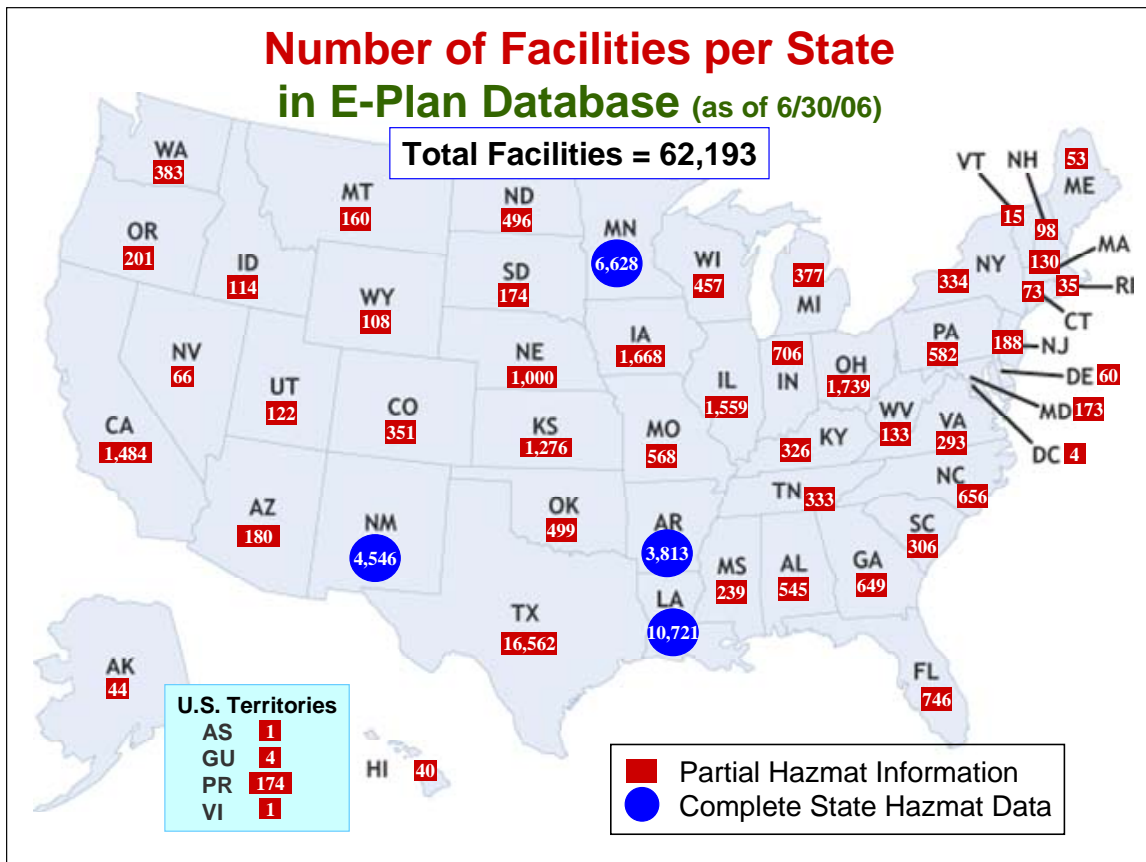 Number of Facilities per State
in E-Plan Database (as of 6/30/06)
Total Facilities = 62,193
WA
383
OR
201
ID
114
MT
160
WY
108
ND
496
SD
174
MN
6,628
WI
457
377
MI
VT
15
NH
98
53
ME
MA
130
RI
35
CT
73
NY
334
PA
582
188
NJ
DE 60
MD 173
DC 4
NV
66
UT
122
CO
351
CA
1,484
NE
1,000
IA
1,668
KS
1,276
MO
568
IL
1,559
706
IN
OH
1,739
WV
133
VA
293
326
KY
TN 333
NC
656
SC
306
AZ
180
NM
4,546
OK
499
AR
3,813
MS
239
AL
545
GA
649
TX
16,562
LA
10,721
FL
746
AK
44
HI
40
U.S. Territories
AS 1
GU 4
PR 174
VI 1
Partial Hazmat Information
Complete State Hazmat Data